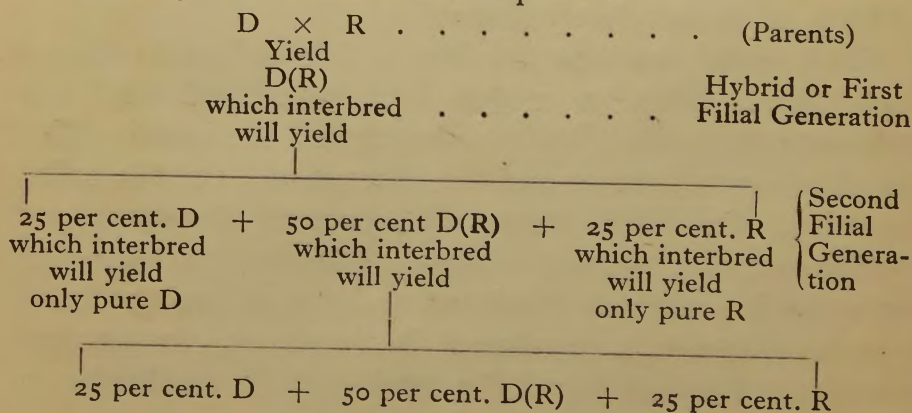 D × R . . . . . . . . (Parents)
Yield
D(R)
which interbred . . . . . . Hybrid or First
will yield Filial Generation
25 per cent. D + 50 per cent D(R) + 25 per cent. R Second
which interbred which interbred which interbred Filial
will yield will yield will yield Genera-
only pure D only pure R tion
25 per cent. D + 50 per cent. D(R) + 25 per cent. R